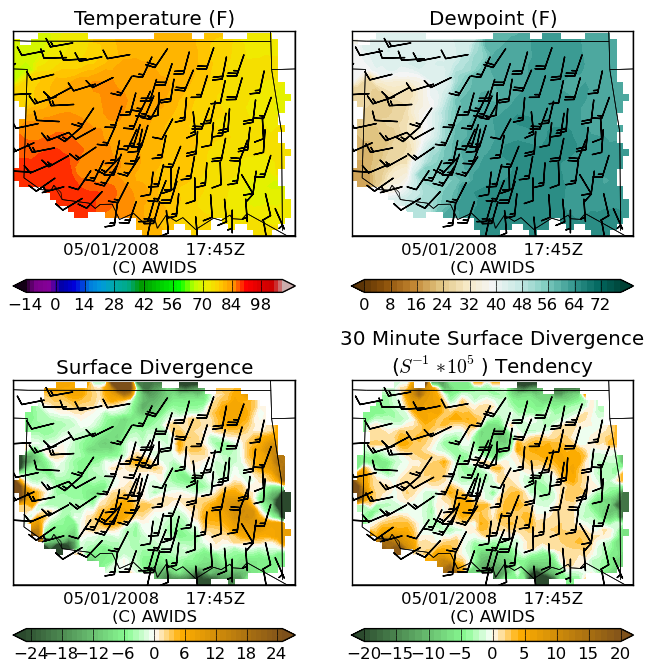 Temperature (F)
Dewpoint (F)
05/01/2008 17:45Z
(C) AWIDS
05/01/2008 17:45Z
(C) AWIDS
−14 0 14 28 42 56 70 84 98
0 8 16 24 32 40 48 56 64 72
Surface Divergence
30 Minute Surface Divergence
(S^{−1} *10^5 ) Tendency
05/01/2008 17:45Z
(C) AWIDS
05/01/2008 17:45Z
(C) AWIDS
−24 −18 −12 −6 0 6 12 18 24
−20 −15 −10 −5 0 5 10 15 20